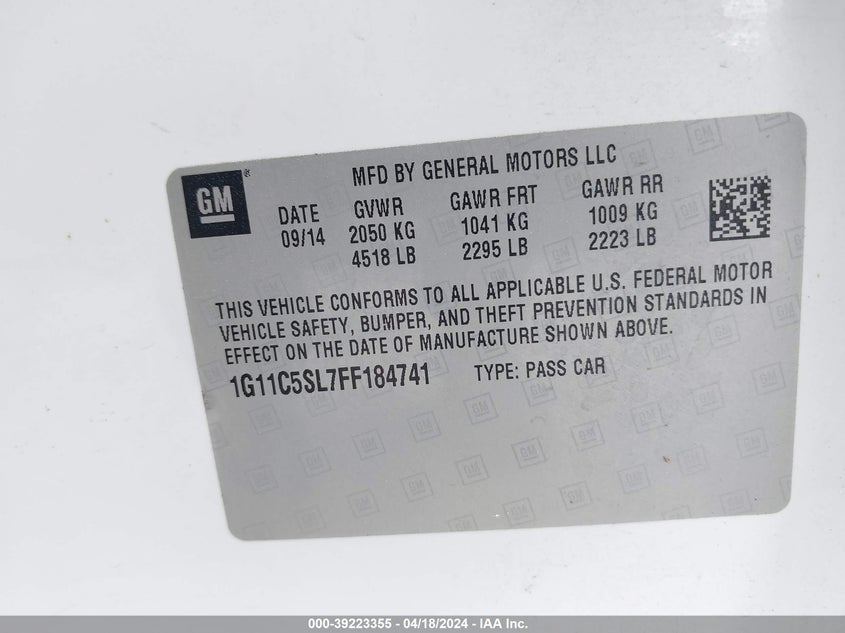 GM
MFD BY GENERAL MOTORS LLC
DATE GVWR GAWR FRT GAWR RR
09/14 2050 KG 1041 KG 1009 KG
4518 LB 2295 LB 2223 LB
THIS VEHICLE CONFORMS TO ALL APPLICABLE U.S. FEDERAL MOTOR
VEHICLE SAFETY, BUMPER, AND THEFT PREVENTION STANDARDS IN
EFFECT ON THE DATE OF MANUFACTURE SHOWN ABOVE.
1G11C5SL7FF184741 TYPE: PASS CAR
000-39223355 - 04/18/2024 - IAA Inc.